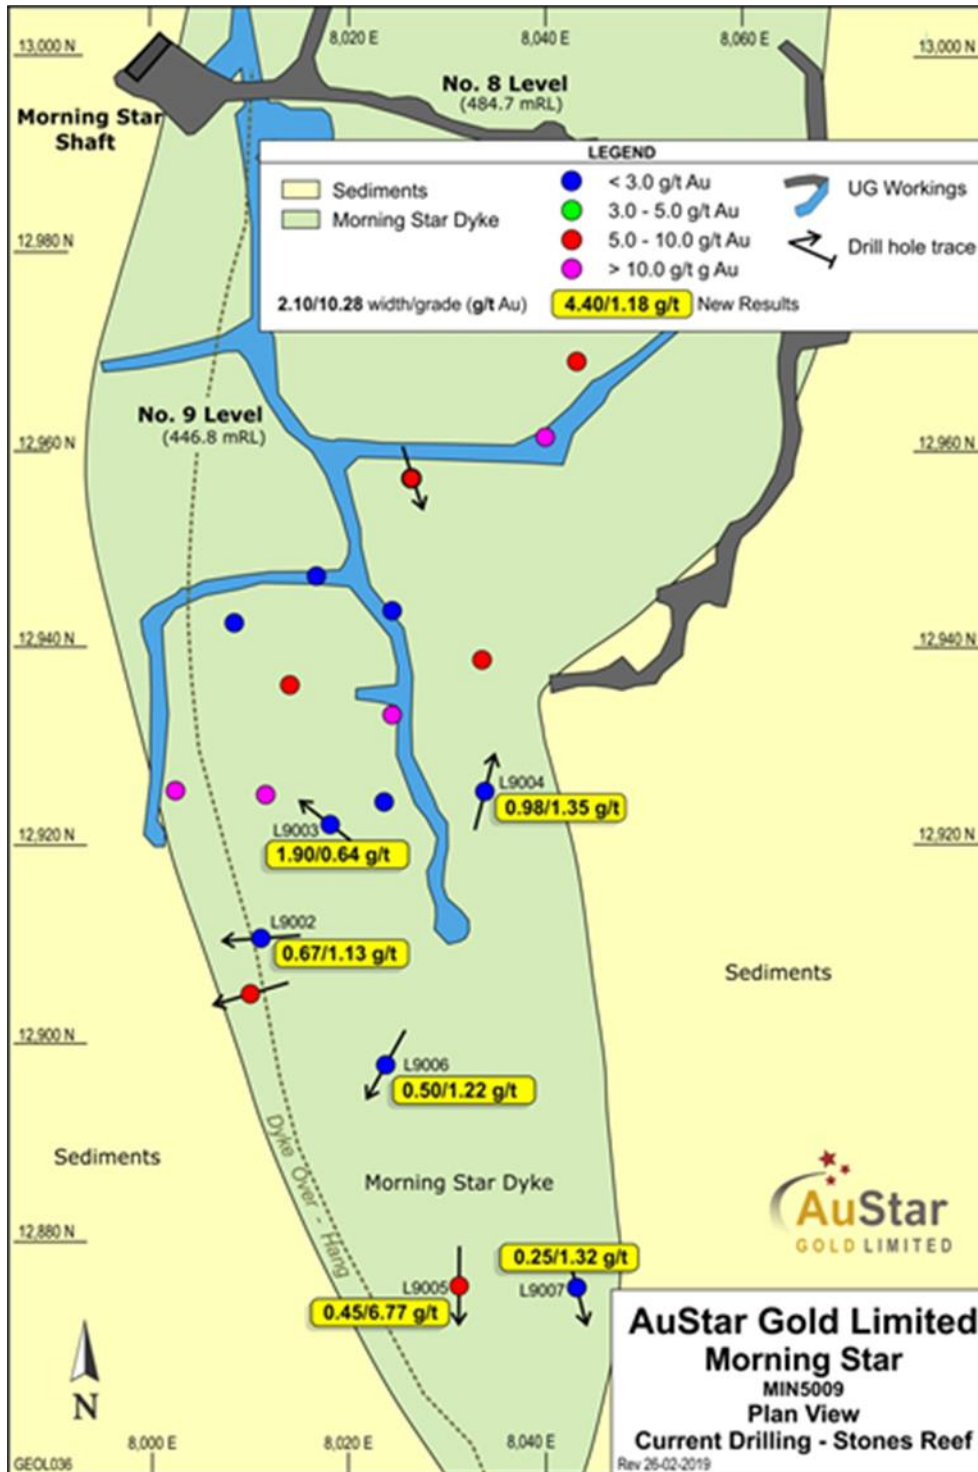 8,020 E
8,040 E
8,060 E
13,000 N
13,000 N
No. 8 Level
(484.7 mRL)
Morning Star
Shaft
LEGEND
Sediments
Morning Star Dyke
< 3.0 g/t Au
3.0 - 5.0 g/t Au
5.0 - 10.0 g/t Au
> 10.0 g/t g Au
UG Workings
Drill hole trace
2.10/10.28 width/grade (g/t Au)
4.40/1.18 g/t New Results
12,980 N
No. 9 Level
(446.8 mRL)
12,960 N
12,960 N
12,940 N
12,940 N
L9004
0.98/1.35 g/t
L9003
1.90/0.64 g/t
12,920 N
12,920 N
L9002
0.67/1.13 g/t
Sediments
12,900 N
L9006
0.50/1.22 g/t
Dyke Over - Hang
Sediments
Morning Star Dyke
AuStar
GOLD LIMITED
12,880 N
0.25/1.32 g/t
L9005
L9007
0.45/6.77 g/t
AuStar Gold Limited
Morning Star
MIN5009
Plan View
Current Drilling - Stones Reef
Rev 26-02-2019
N
8,000 E
8,020 E
8,040 E
GEOL036